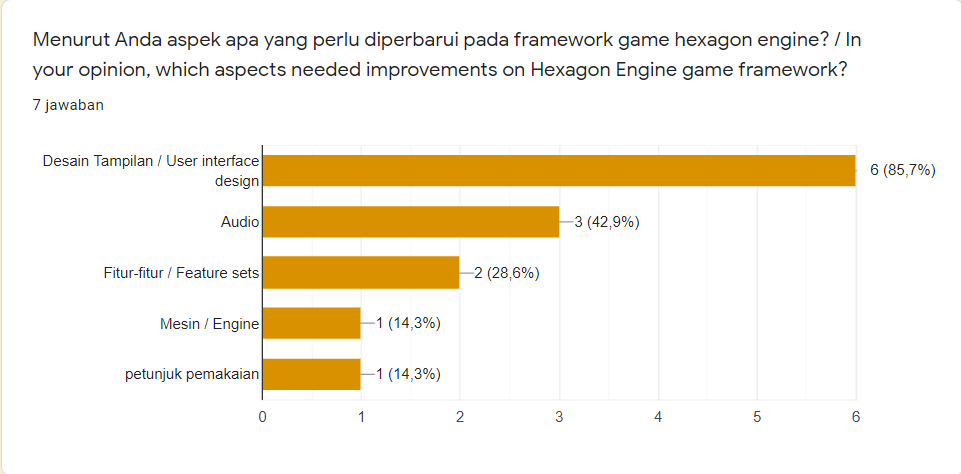 Menurut Anda aspek apa yang perlu diperbarui pada framework game hexagon engine? / In
your opinion, which aspects needed improvements on Hexagon Engine game framework?
7 jawaban
Desain Tampilan / User interface
design
6 (85,7%)
Audio
3 (42,9%)
Fitur-fitur / Feature sets
2 (28,6%)
Mesin / Engine
1 (14,3%)
petunjuk pemakaian
1 (14,3%)
0 1 2 3 4 5 6